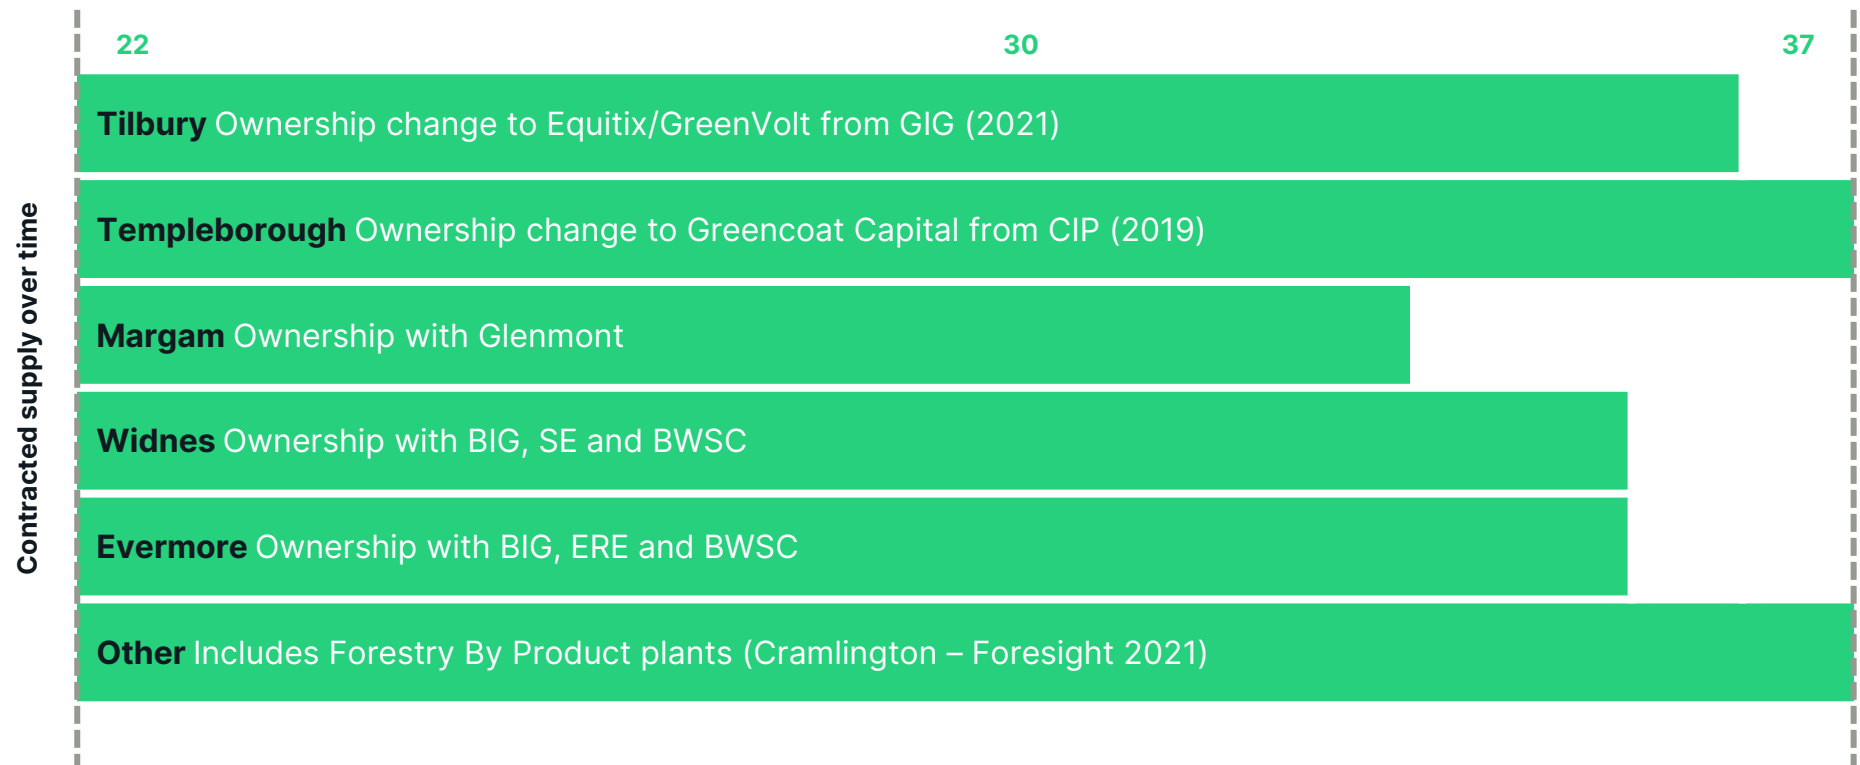 22 30 37
Tilbury Ownership change to Equitix/GreenVolt from GIG (2021)
Templeborough Ownership change to Greencoat Capital from CIP (2019)
Margam Ownership with Glenmont
Widnes Ownership with BIG, SE and BWSC
Evermore Ownership with BIG, ERE and BWSC
Other Includes Forestry By Product plants (Cramlington – Foresight 2021)
Contracted supply over time